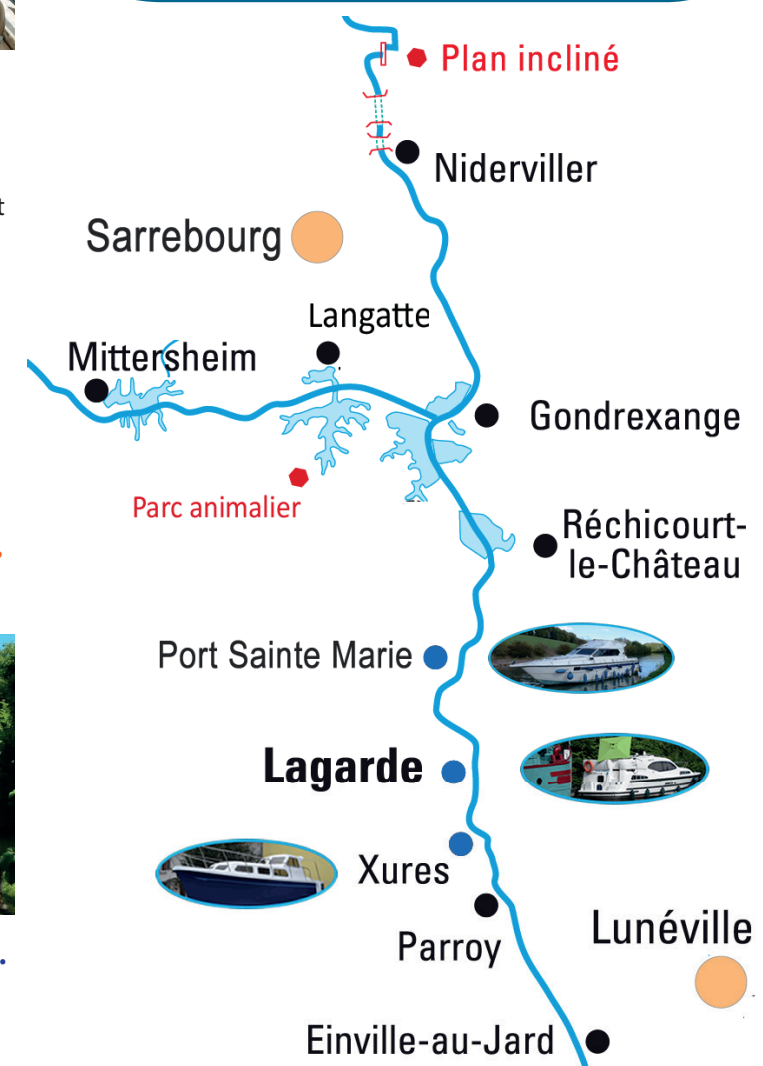 Plan incliné
Niderviller
t
Sarrebourg
Langatte
Mittersheim
Gondrexange
Parc animalier
Réchicourt-
le-Château
Port Sainte Marie
Lagarde
Xures
Lunéville
Parroy
Einville-au-Jard